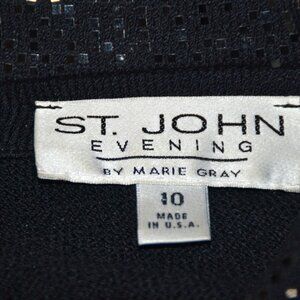 ST. JOHN
EVENING
BY MARIE GRAY
10
MADE
IN U.S.A.